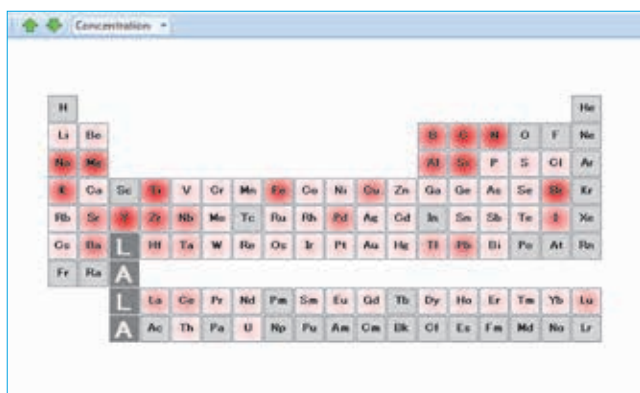 Concentration
H He
Li Be B C N O F Ne
Na Mg Al Si P S Cl Ar
K Ca Sc Ti V Cr Mn Fe Co Ni Cu Zn Ga Ge As Se Br Kr
Rb Sr Y Zr Nb Mo Tc Ru Rh Pd Ag Cd In Sn Sb Te I Xe
Cs Ba L Hf Ta W Re Os Ir Pt Au Hg Tl Pb Bi Po At Rn
Fr Ra A
L La Ce Pr Nd Pm Sm Eu Gd Tb Dy Ho Er Tm Yb Lu
A Ac Th Pa U Np Pu Am Cm Bk Cf Es Fm Md No Lr